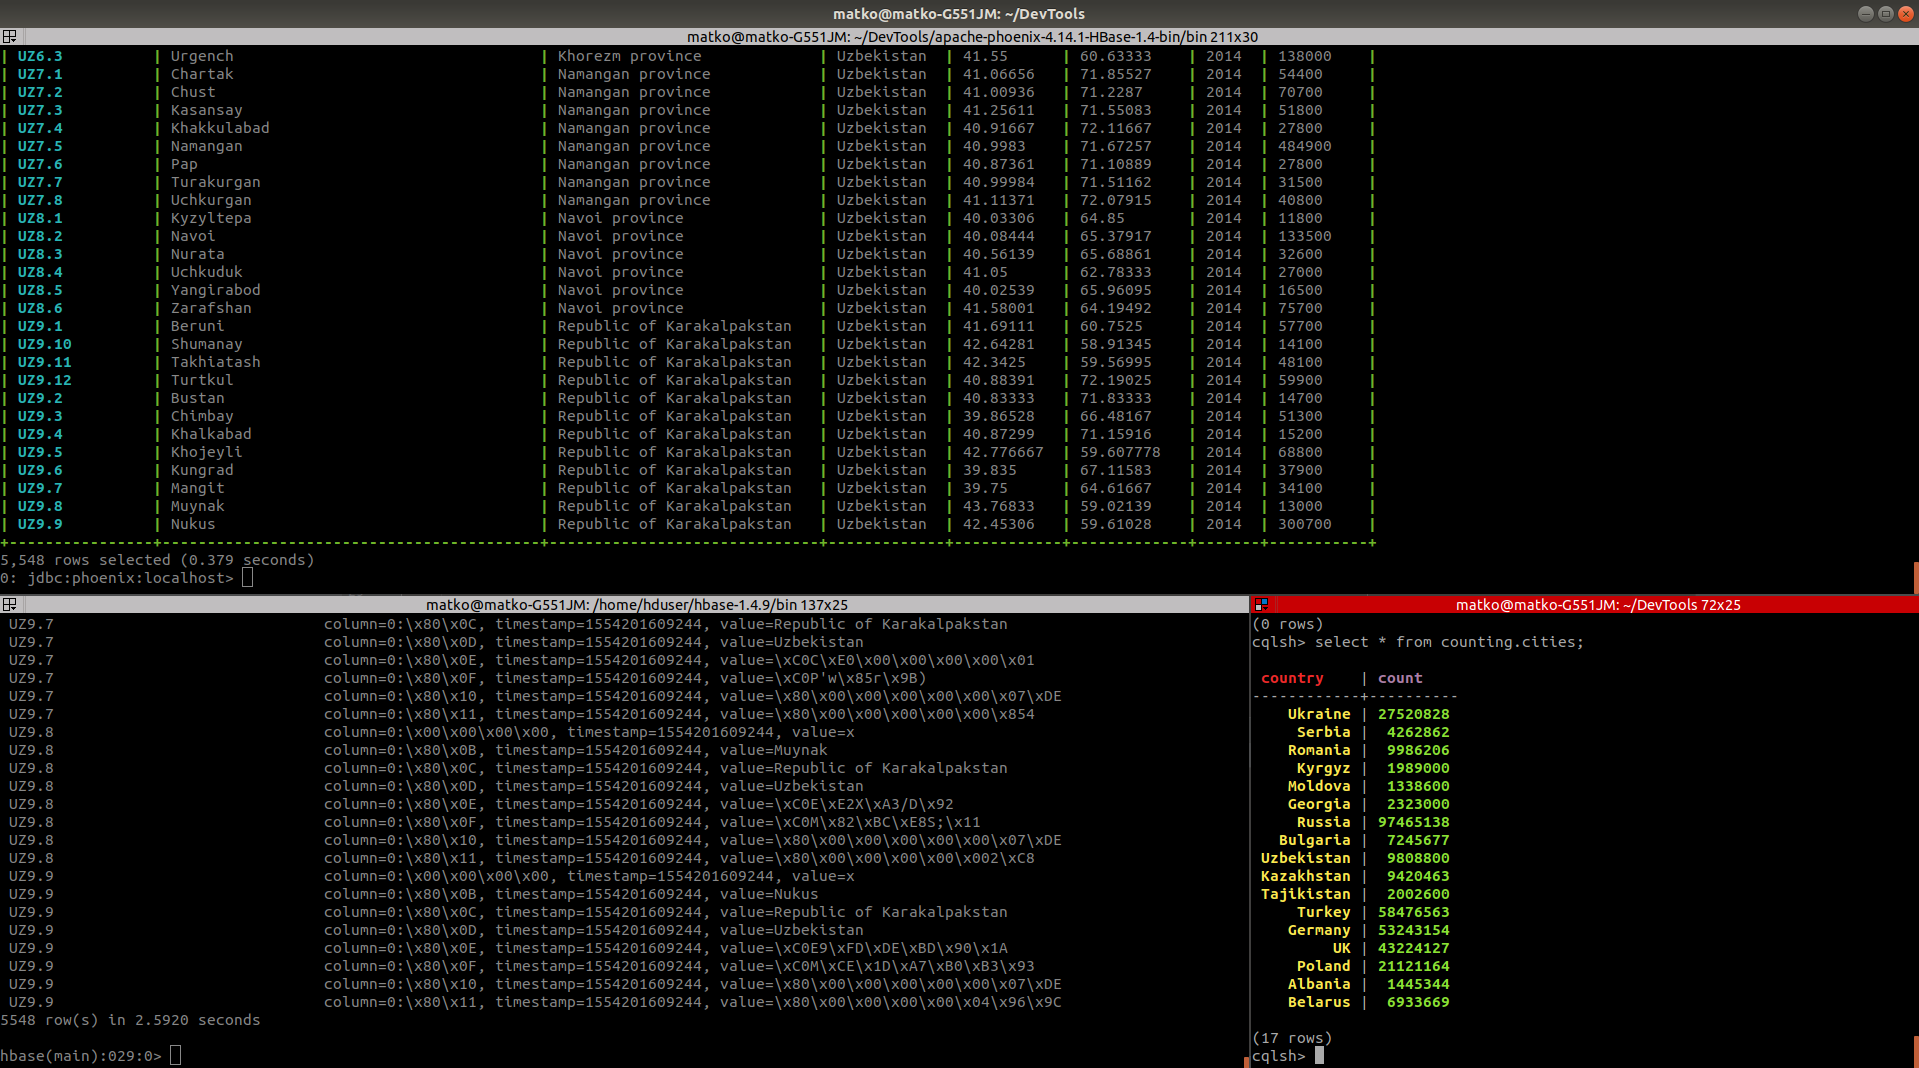 matko@matko-G551JM: ~/DevTools
matko@matko-G551JM: ~/DevTools/apache-phoenix-4.14.1-HBase-1.4-bin/bin 211x30
| UZ6.3 | Urgench | Khorezm province | Uzbekistan | 41.55 | 60.63333 | 2014 | 138000 |
| UZ7.1 | Chartak | Namangan province | Uzbekistan | 41.06656 | 71.85527 | 2014 | 54400 |
| UZ7.2 | Chust | Namangan province | Uzbekistan | 41.00936 | 71.2287 | 2014 | 70700 |
| UZ7.3 | Kasansay | Namangan province | Uzbekistan | 41.25611 | 71.55083 | 2014 | 51800 |
| UZ7.4 | Khakkulabad | Namangan province | Uzbekistan | 40.91667 | 72.11667 | 2014 | 27800 |
| UZ7.5 | Namangan | Namangan province | Uzbekistan | 40.9983 | 71.67257 | 2014 | 484900 |
| UZ7.6 | Pap | Namangan province | Uzbekistan | 40.87361 | 71.10889 | 2014 | 27800 |
| UZ7.7 | Turakurgan | Namangan province | Uzbekistan | 40.99984 | 71.51162 | 2014 | 31500 |
| UZ7.8 | Uchkurgan | Namangan province | Uzbekistan | 41.11371 | 72.07915 | 2014 | 40800 |
| UZ8.1 | Kyzyltepa | Navoi province | Uzbekistan | 40.03306 | 64.85 | 2014 | 11800 |
| UZ8.2 | Navoi | Navoi province | Uzbekistan | 40.08444 | 65.37917 | 2014 | 133500 |
| UZ8.3 | Nurata | Navoi province | Uzbekistan | 40.56139 | 65.68861 | 2014 | 32600 |
| UZ8.4 | Uchkuduk | Navoi province | Uzbekistan | 41.05 | 62.78333 | 2014 | 27000 |
| UZ8.5 | Yangirabod | Navoi province | Uzbekistan | 40.02539 | 65.96095 | 2014 | 16500 |
| UZ8.6 | Zarafshan | Navoi province | Uzbekistan | 41.58001 | 64.19492 | 2014 | 75700 |
| UZ9.1 | Beruni | Republic of Karakalpakstan | Uzbekistan | 41.69111 | 60.7525 | 2014 | 57700 |
| UZ9.10 | Shumanay | Republic of Karakalpakstan | Uzbekistan | 42.64281 | 58.91345 | 2014 | 14100 |
| UZ9.11 | Takhiatash | Republic of Karakalpakstan | Uzbekistan | 42.3425 | 59.56995 | 2014 | 48100 |
| UZ9.12 | Turtkul | Republic of Karakalpakstan | Uzbekistan | 40.88391 | 72.19025 | 2014 | 59900 |
| UZ9.2 | Bustan | Republic of Karakalpakstan | Uzbekistan | 40.83333 | 71.83333 | 2014 | 14700 |
| UZ9.3 | Chimbay | Republic of Karakalpakstan | Uzbekistan | 39.86528 | 66.48167 | 2014 | 51300 |
| UZ9.4 | Khalkabad | Republic of Karakalpakstan | Uzbekistan | 40.87299 | 71.15916 | 2014 | 15200 |
| UZ9.5 | Khojeyli | Republic of Karakalpakstan | Uzbekistan | 42.776667 | 59.607778 | 2014 | 68800 |
| UZ9.6 | Kungrad | Republic of Karakalpakstan | Uzbekistan | 39.835 | 67.11583 | 2014 | 37900 |
| UZ9.7 | Mangit | Republic of Karakalpakstan | Uzbekistan | 39.75 | 64.61667 | 2014 | 34100 |
| UZ9.8 | Muynak | Republic of Karakalpakstan | Uzbekistan | 43.76833 | 59.02139 | 2014 | 13000 |
| UZ9.9 | Nukus | Republic of Karakalpakstan | Uzbekistan | 42.45306 | 59.61028 | 2014 | 300700 |
+----------------+------------------------------------------+------------------------------+-------------+------------+-------------+-------+-----------+
5,548 rows selected (0.379 seconds)
0: jdbc:phoenix:localhost>
matko@matko-G551JM: /home/hduser/hbase-1.4.9/bin 137x25
UZ9.7 column=0:\x80\x0C, timestamp=1554201609244, value=Republic of Karakalpakstan
UZ9.7 column=0:\x80\x0D, timestamp=1554201609244, value=Uzbekistan
UZ9.7 column=0:\x80\x0E, timestamp=1554201609244, value=\xC0C\xE0\x00\x00\x00\x00\x01
UZ9.7 column=0:\x80\x0F, timestamp=1554201609244, value=\xC0P'w\x85r\x9B)
UZ9.7 column=0:\x80\x10, timestamp=1554201609244, value=\x80\x00\x00\x00\x00\x00\x07\xDE
UZ9.7 column=0:\x80\x11, timestamp=1554201609244, value=\x80\x00\x00\x00\x00\x00\x854
UZ9.8 column=0:\x00\x00\x00\x00, timestamp=1554201609244, value=x
UZ9.8 column=0:\x80\x0B, timestamp=1554201609244, value=Muynak
UZ9.8 column=0:\x80\x0C, timestamp=1554201609244, value=Republic of Karakalpakstan
UZ9.8 column=0:\x80\x0D, timestamp=1554201609244, value=Uzbekistan
UZ9.8 column=0:\x80\x0E, timestamp=1554201609244, value=\xC0E\xE2X\xA3/D\x92
UZ9.8 column=0:\x80\x0F, timestamp=1554201609244, value=\xC0M\x82\xBC\xE8S;\x11
UZ9.8 column=0:\x80\x10, timestamp=1554201609244, value=\x80\x00\x00\x00\x00\x00\x07\xDE
UZ9.8 column=0:\x80\x11, timestamp=1554201609244, value=\x80\x00\x00\x00\x00\x002\xC8
UZ9.9 column=0:\x00\x00\x00\x00, timestamp=1554201609244, value=x
UZ9.9 column=0:\x80\x0B, timestamp=1554201609244, value=Nukus
UZ9.9 column=0:\x80\x0C, timestamp=1554201609244, value=Republic of Karakalpakstan
UZ9.9 column=0:\x80\x0D, timestamp=1554201609244, value=Uzbekistan
UZ9.9 column=0:\x80\x0E, timestamp=1554201609244, value=\xC0E9\xFD\xDE\xBD\x90\x1A
UZ9.9 column=0:\x80\x0F, timestamp=1554201609244, value=\xC0M\xCE\x1D\xA7\xB0\xB3\x93
UZ9.9 column=0:\x80\x10, timestamp=1554201609244, value=\x80\x00\x00\x00\x00\x00\x07\xDE
UZ9.9 column=0:\x80\x11, timestamp=1554201609244, value=\x80\x00\x00\x00\x00\x04\x96\x9C
5548 row(s) in 2.5920 seconds
hbase(main):029:0>
matko@matko-G551JM: ~/DevTools 72x25
(0 rows)
cqlsh> select * from counting.cities;
country | count
------------+----------
Ukraine | 27520828
Serbia | 4262862
Romania | 9986206
Kyrgyz | 1989000
Moldova | 1338600
Georgia | 2323000
Russia | 97465138
Bulgaria | 7245677
Uzbekistan | 9808800
Kazakhstan | 9420463
Tajikistan | 2002600
Turkey | 58476563
Germany | 53243154
UK | 43224127
Poland | 21121164
Albania | 1445344
Belarus | 6933669
(17 rows)
cqlsh>